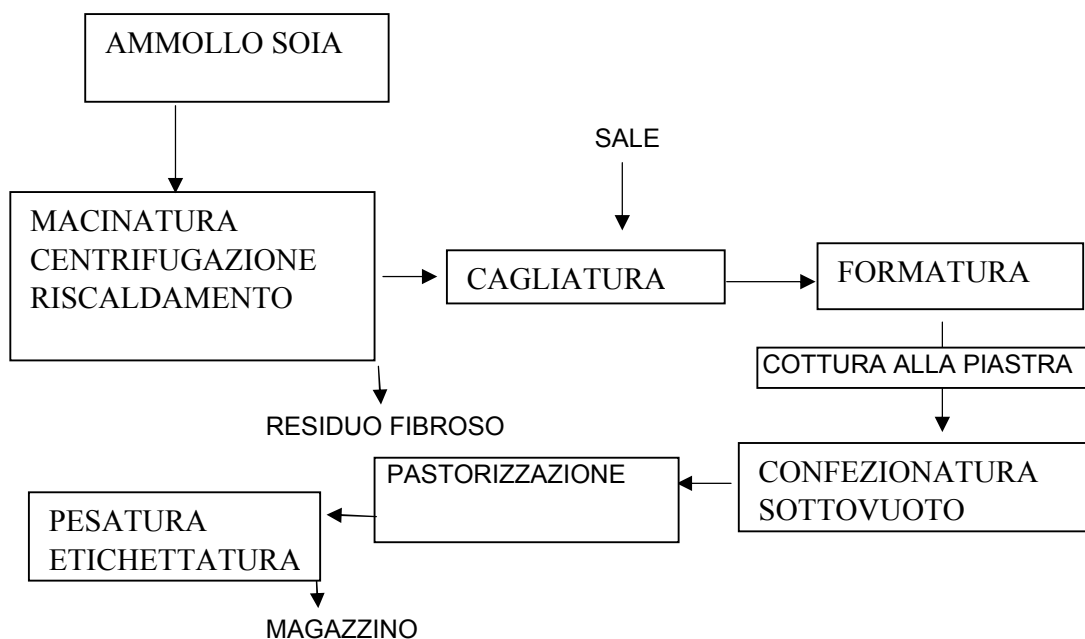 AMMOLLO SOIA
SALE
MACINATURA
CENTRIFUGAZIONE
RISCALDAMENTO
CAGLIATURA
FORMATURA
COTTURA ALLA PIASTRA
RESIDUO FIBROSO
CONFEZIONATURA
SOTTOVUOTO
PASTORIZZAZIONE
PESATURA
ETICHETTATURA
MAGAZZINO